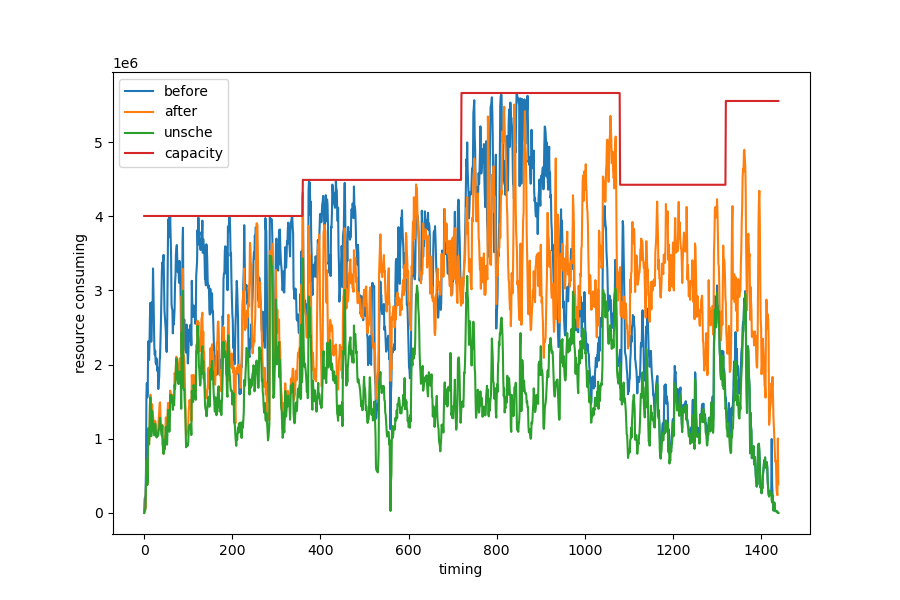 1e6
before
after
unsche
capacity
5
4
3
2
1
0
resource consuming
0 200 400 600 800 1000 1200 1400
timing